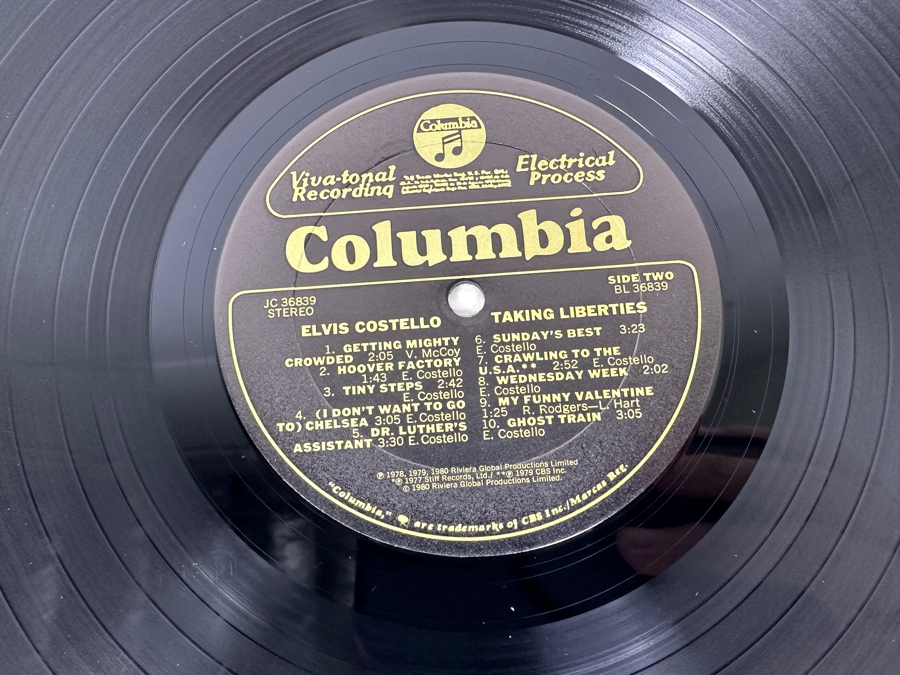 Columbia
Viva-tonal
Recording
Electrical
Process
Columbia
JC 36839
STEREO
SIDE TWO
BL 36839
ELVIS COSTELLO
TAKING LIBERTIES
1. GETTING MIGHTY
CROWDED 2:05 V. McCoy
2. HOOVER FACTORY
1:43 E. Costello
3. TINY STEPS 2:42
E. Costello
4. (I DON'T WANT TO GO
TO) CHELSEA 3:05 E. Costello
5. DR. LUTHER'S
ASSISTANT 3:30 E. Costello
6. SUNDAY'S BEST 3:23
E. Costello
7. CRAWLING TO THE
U.S.A.** 2:52 E. Costello
8. WEDNESDAY WEEK 2:02
E. Costello
9. MY FUNNY VALENTINE
1:25 R. Rodgers—L. Hart
10. GHOST TRAIN 3:05
E. Costello
℗ 1978, 1979, 1980 Riviera Global Productions Limited
*℗ 1977 Stiff Records, Ltd./ **℗ 1979 CBS Inc.
© 1980 Riviera Global Productions Limited.
"Columbia," are trademarks of CBS Inc./Marcas Reg.